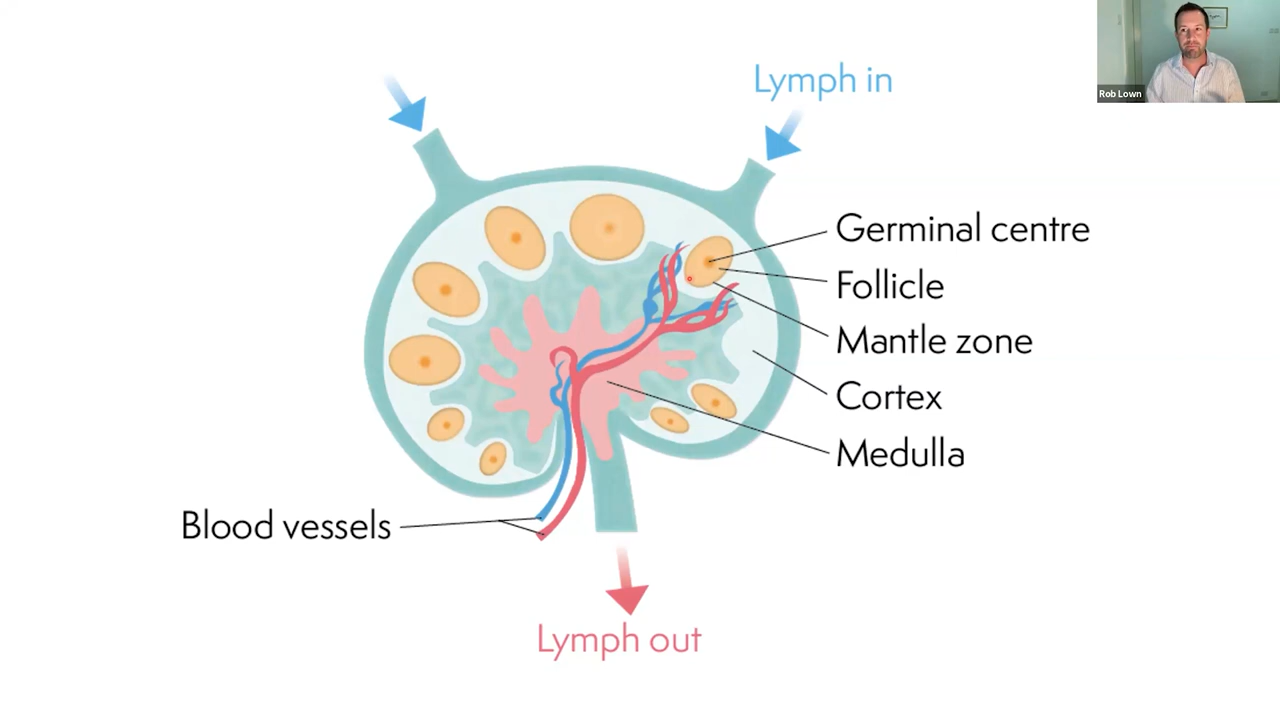 Lymph in
Rob Lown
Germinal centre
Follicle
Mantle zone
Cortex
Medulla
Blood vessels
Lymph out